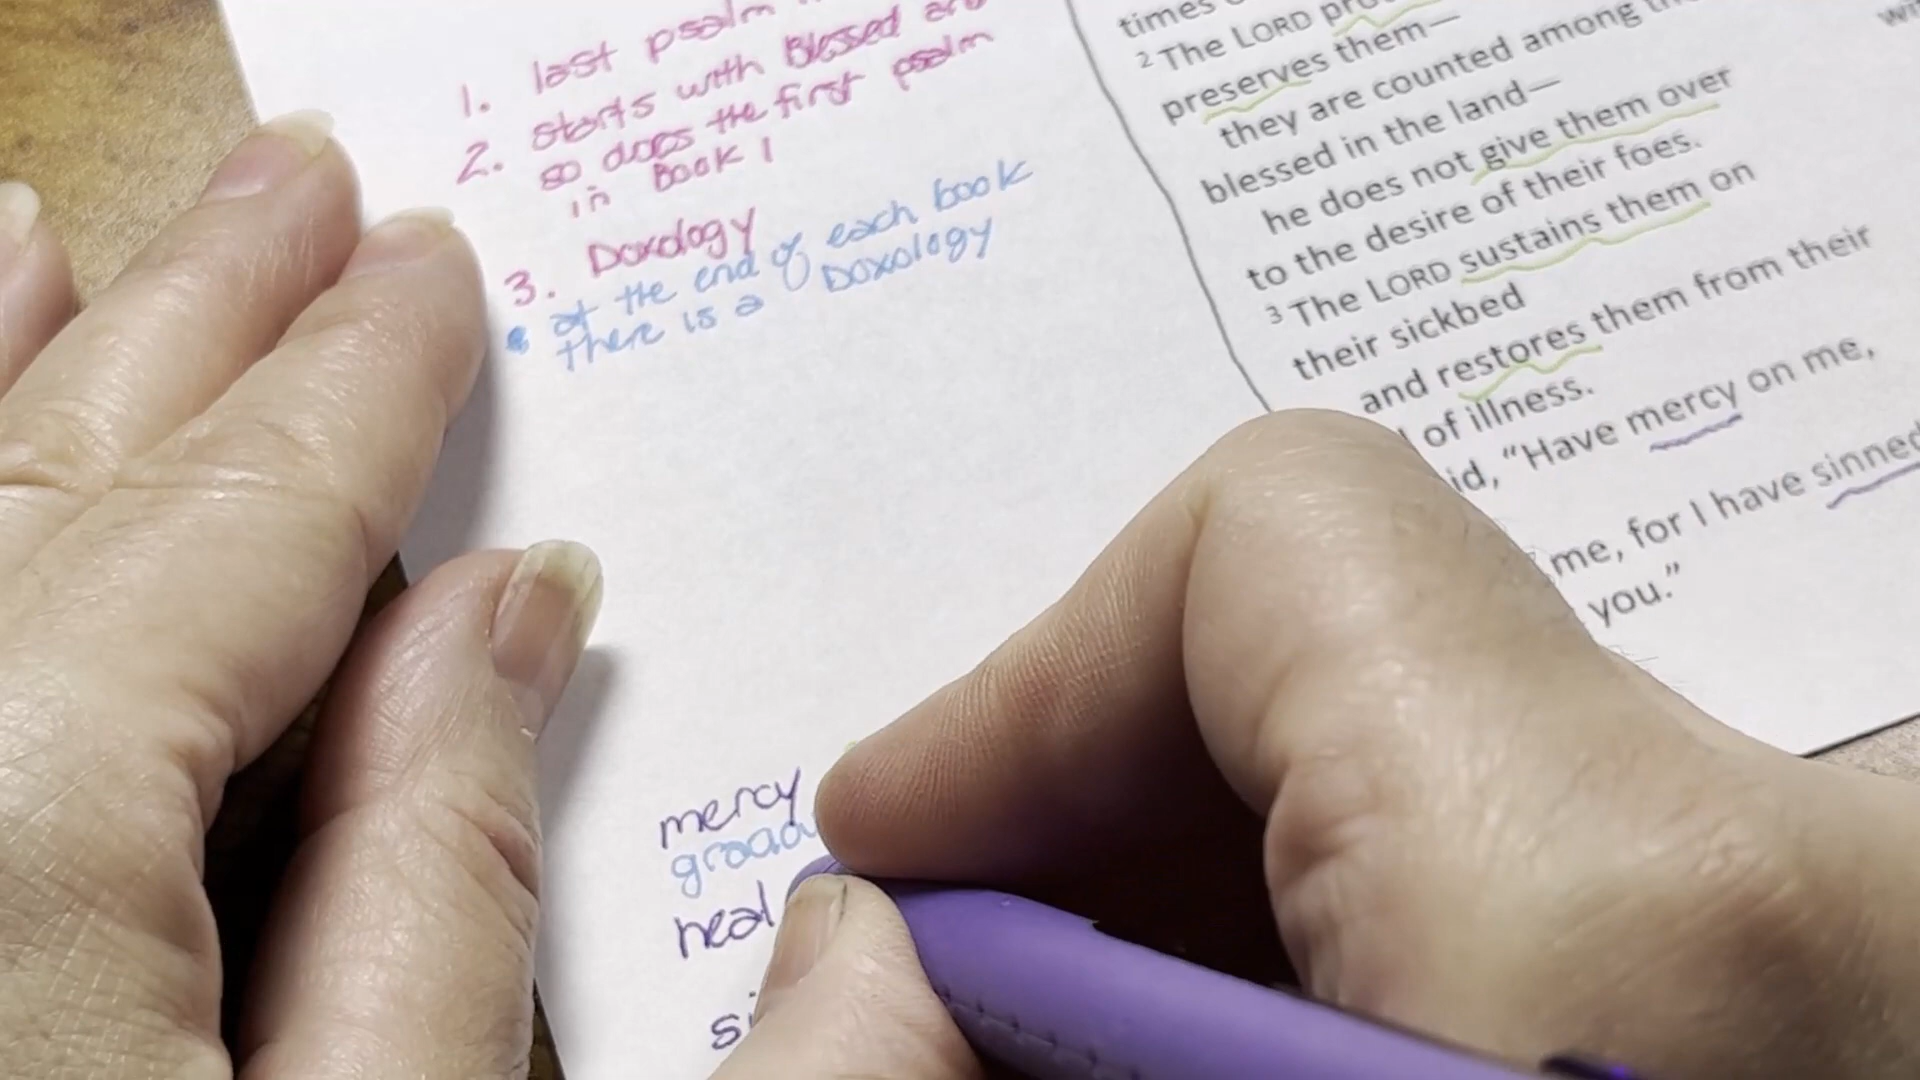 1. last psalm
2. starts with Blessed and
so does the first psalm
in Book 1
3. Doxology
at the end of each book
there is a Doxology
mercy
heal
times
2 The LORD
preserves them—
they are counted among
blessed in the land—
he does not give them over
to the desire of their foes.
3 The LORD sustains them on
their sickbed
and restores them from their
of illness.
"Have mercy on me,
me, for I have sinned
you."